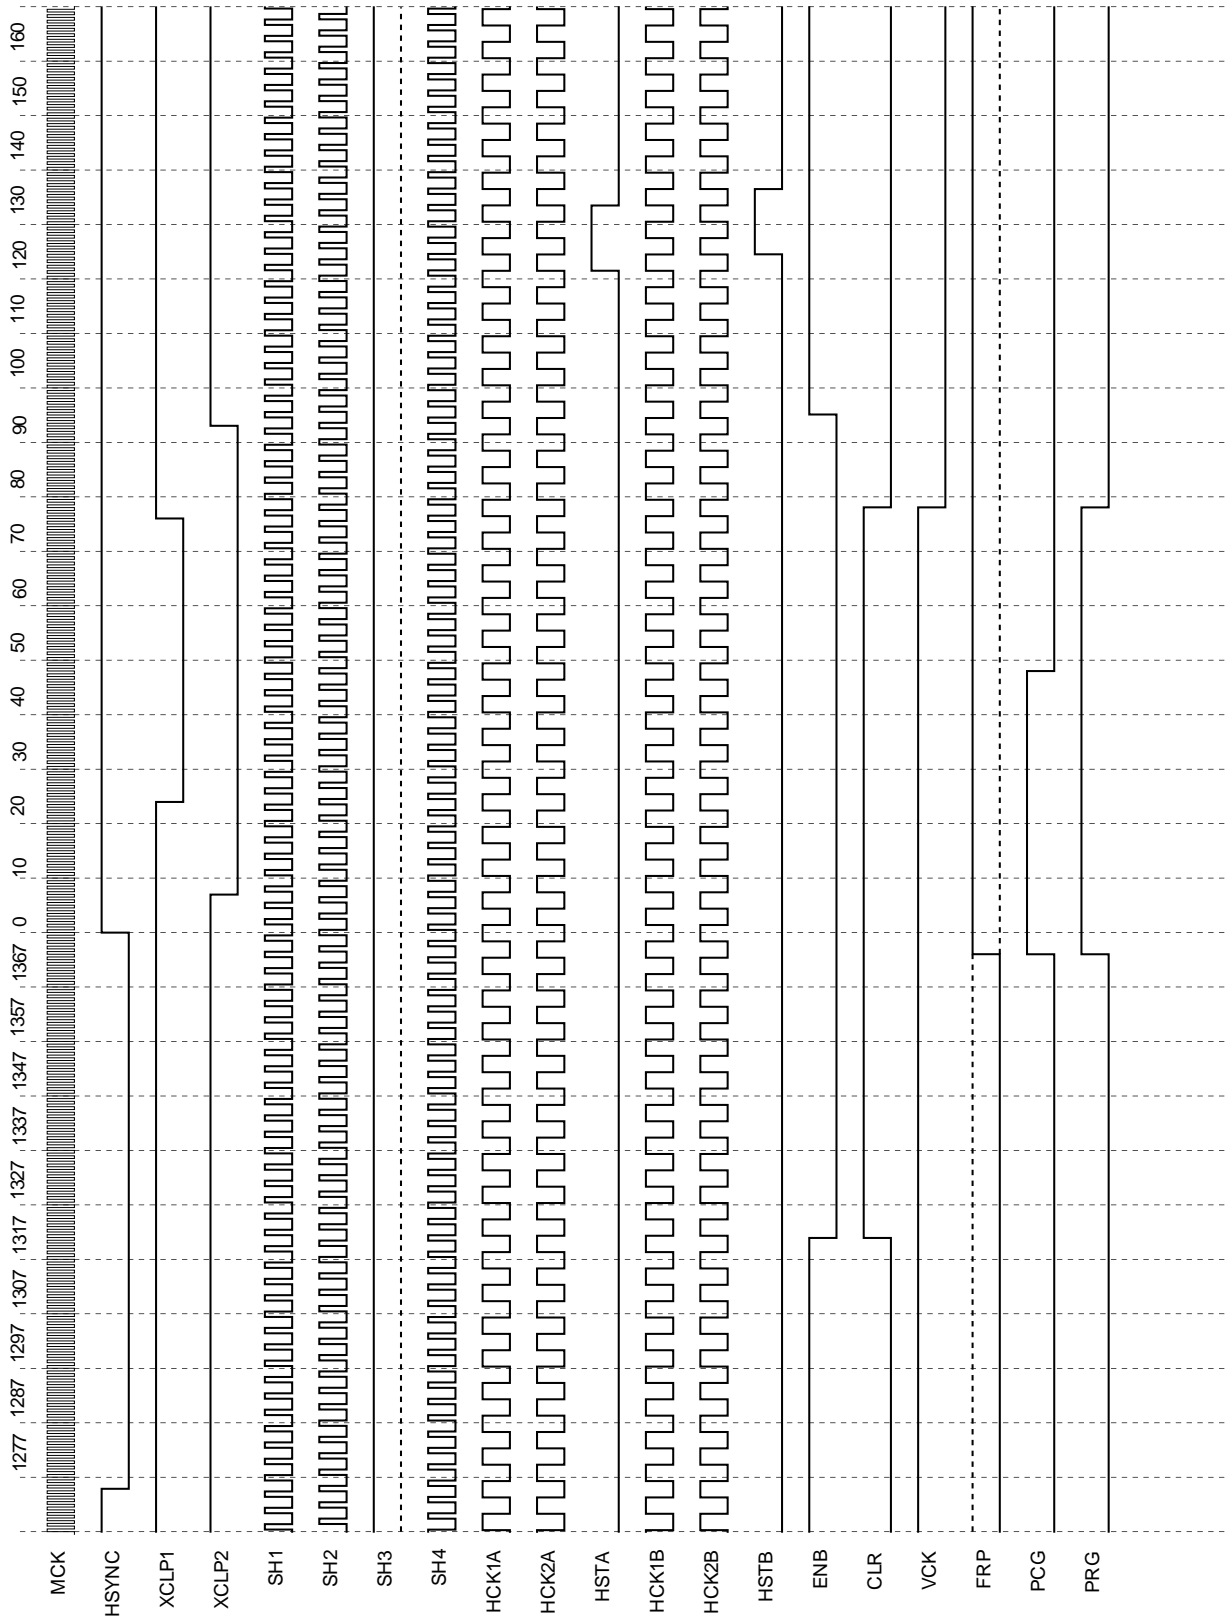 1277 1287 1297 1307 1317 1327 1337 1347 1357 1367 0 10 20 30 40 50 60 70 80 90 100 110 120 130 140 150 160
MCK
HSYNC
XCLP1
XCLP2
SH1
SH2
SH3
SH4
HCK1A
HCK2A
HSTA
HCK1B
HCK2B
HSTB
ENB
CLR
VCK
FRP
PCG
PRG